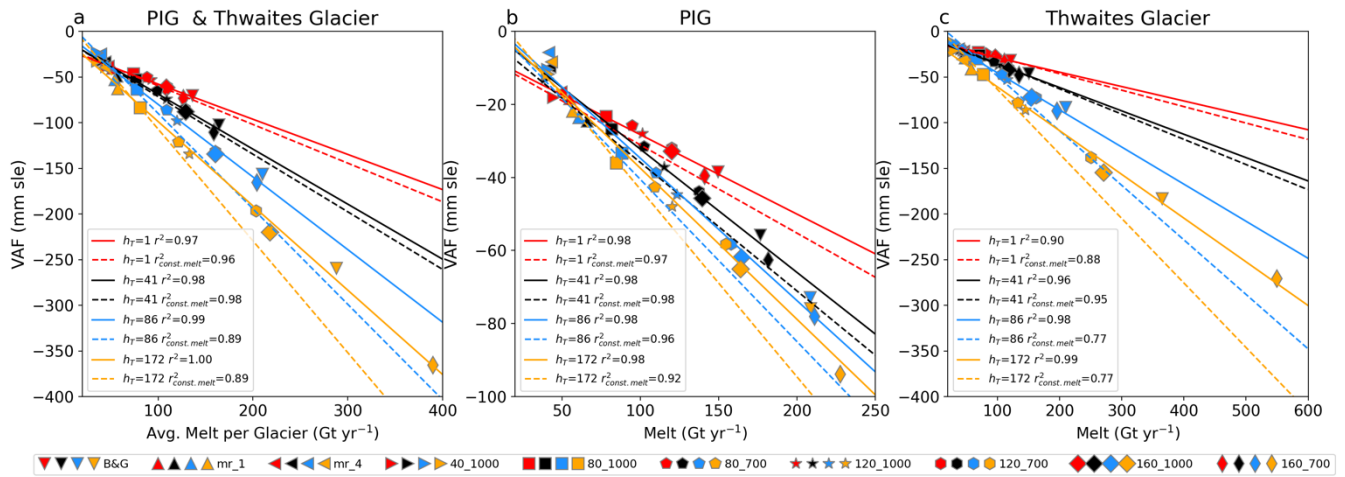 a PIG & Thwaites Glacier
b PIG
c Thwaites Glacier
VAF (mm sle)
0
−50
−100
−150
−200
−250
−300
−350
−400
h_T=1 r²=0.97
h_T=1 r²_const.melt=0.96
h_T=41 r²=0.98
h_T=41 r²_const.melt=0.98
h_T=86 r²=0.99
h_T=86 r²_const.melt=0.89
h_T=172 r²=1.00
h_T=172 r²_const.melt=0.89
100 200 300 400
Avg. Melt per Glacier (Gt yr⁻¹)
VAF (mm sle)
0
−20
−40
−60
−80
−100
h_T=1 r²=0.98
h_T=1 r²_const.melt=0.97
h_T=41 r²=0.98
h_T=41 r²_const.melt=0.98
h_T=86 r²=0.98
h_T=86 r²_const.melt=0.96
h_T=172 r²=0.98
h_T=172 r²_const.melt=0.92
50 100 150 200 250
Melt (Gt yr⁻¹)
VAF (mm sle)
0
−50
−100
−150
−200
−250
−300
−350
−400
h_T=1 r²=0.90
h_T=1 r²_const.melt=0.88
h_T=41 r²=0.96
h_T=41 r²_const.melt=0.95
h_T=86 r²=0.98
h_T=86 r²_const.melt=0.77
h_T=172 r²=0.99
h_T=172 r²_const.melt=0.77
100 200 300 400 500 600
Melt (Gt yr⁻¹)
B&G mr_1 mr_4 40_1000 80_1000 80_700 120_1000 120_700 160_1000 160_700